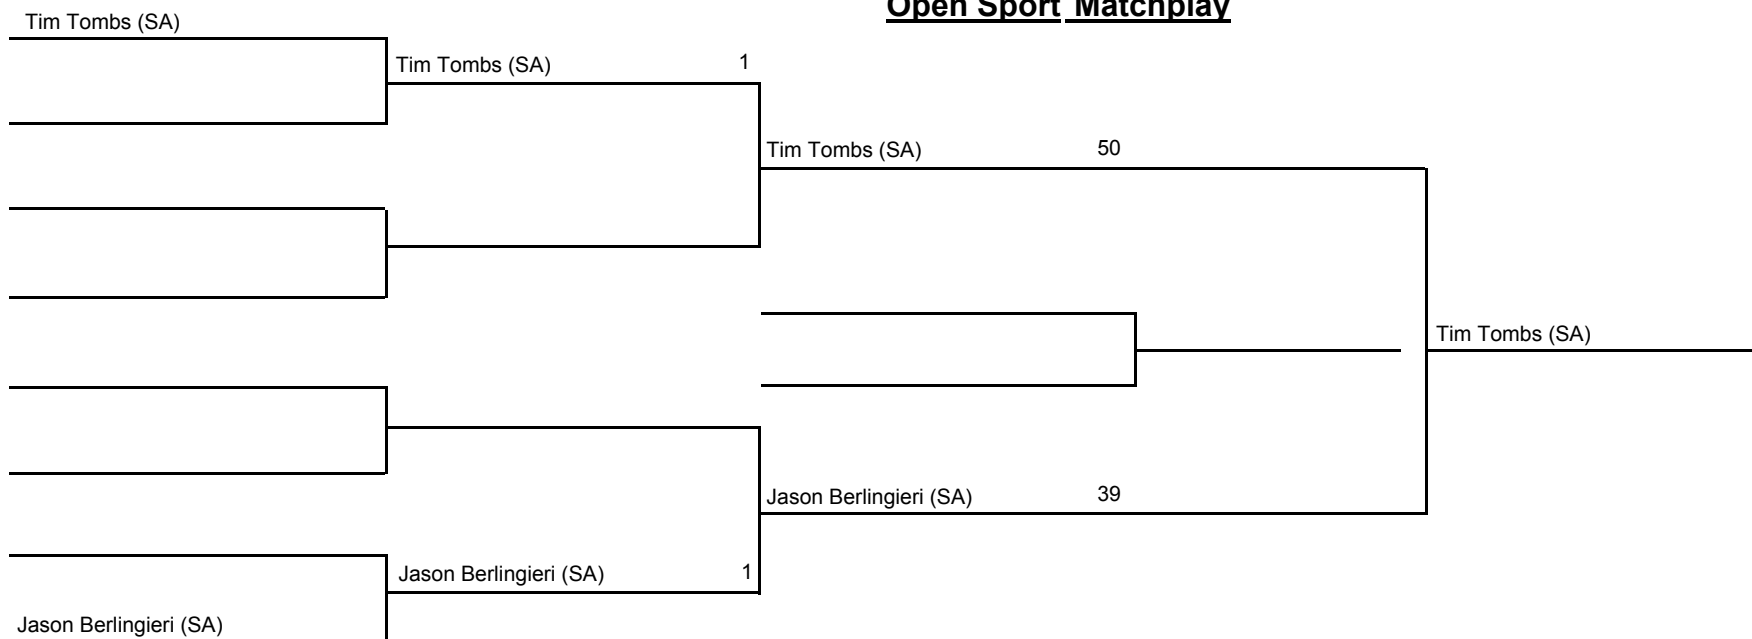 Open Sport Matchplay
Tim Tombs (SA)
Tim Tombs (SA) 1
Tim Tombs (SA) 50
Tim Tombs (SA)
Jason Berlingieri (SA) 39
Jason Berlingieri (SA) 1
Jason Berlingieri (SA)